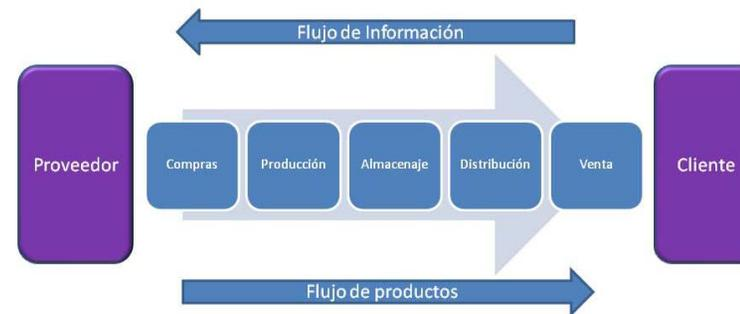 Flujo de Información
Proveedor
Compras
Producción
Almacenaje
Distribución
Venta
Cliente
Flujo de productos